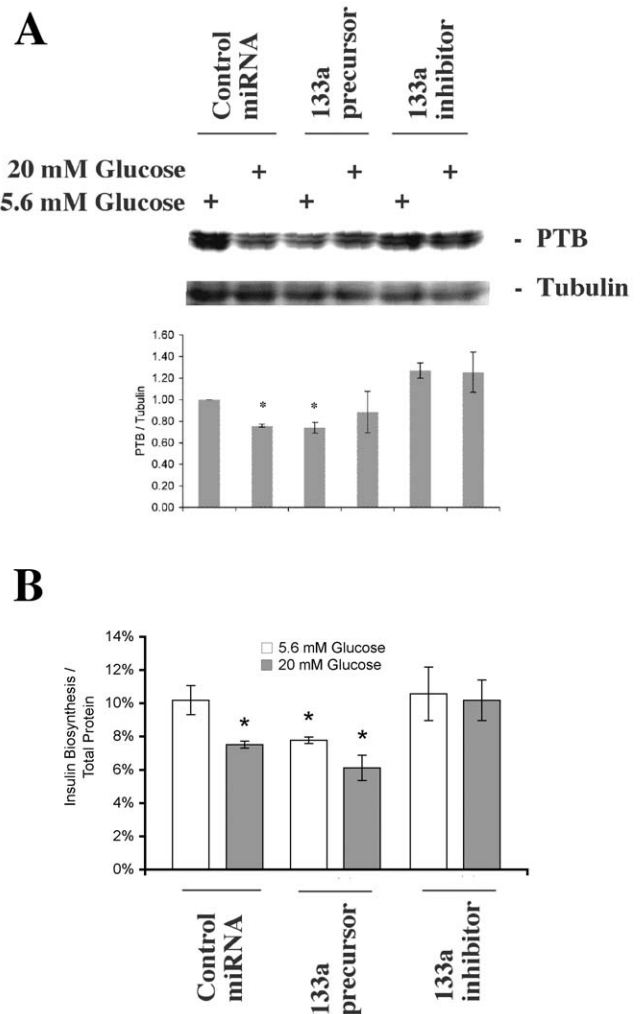 A
Control
miRNA
133a
precursor
133a
inhibitor
20 mM Glucose + + +
5.6 mM Glucose + + +
- PTB
- Tubulin
1.60
1.40
1.20
1.00
0.80
0.60
0.40
0.20
0.00
PTB / Tubulin
* *
B
14%
12%
10%
8%
6%
4%
2%
0%
Insulin Biosynthesis /
Total Protein
5.6 mM Glucose
20 mM Glucose
* * *
Control
miRNA
133a
precursor
133a
inhibitor